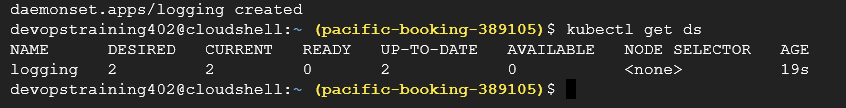 daemonset.apps/logging created
devopstraining402@cloudshell:~ (pacific-booking-389105)$ kubectl get ds
NAME DESIRED CURRENT READY UP-TO-DATE AVAILABLE NODE SELECTOR AGE
logging 2 2 0 2 0 <none> 19s
devopstraining402@cloudshell:~ (pacific-booking-389105)$